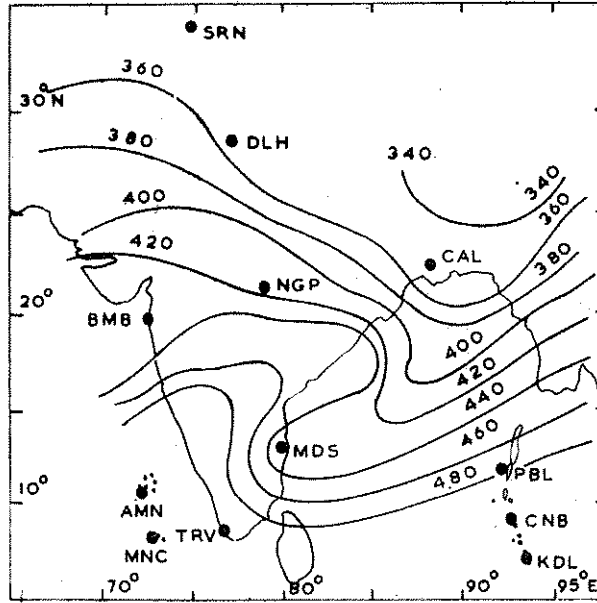 SRN
360
30N
DLH
380
340
340
400
360
420
CAL
380
NGP
20°
BMB
400
420
440
MDS
460
480
PBL
10°
AMN
CNB
TRV
MNC
KDL
70°
80°
90°
95°E